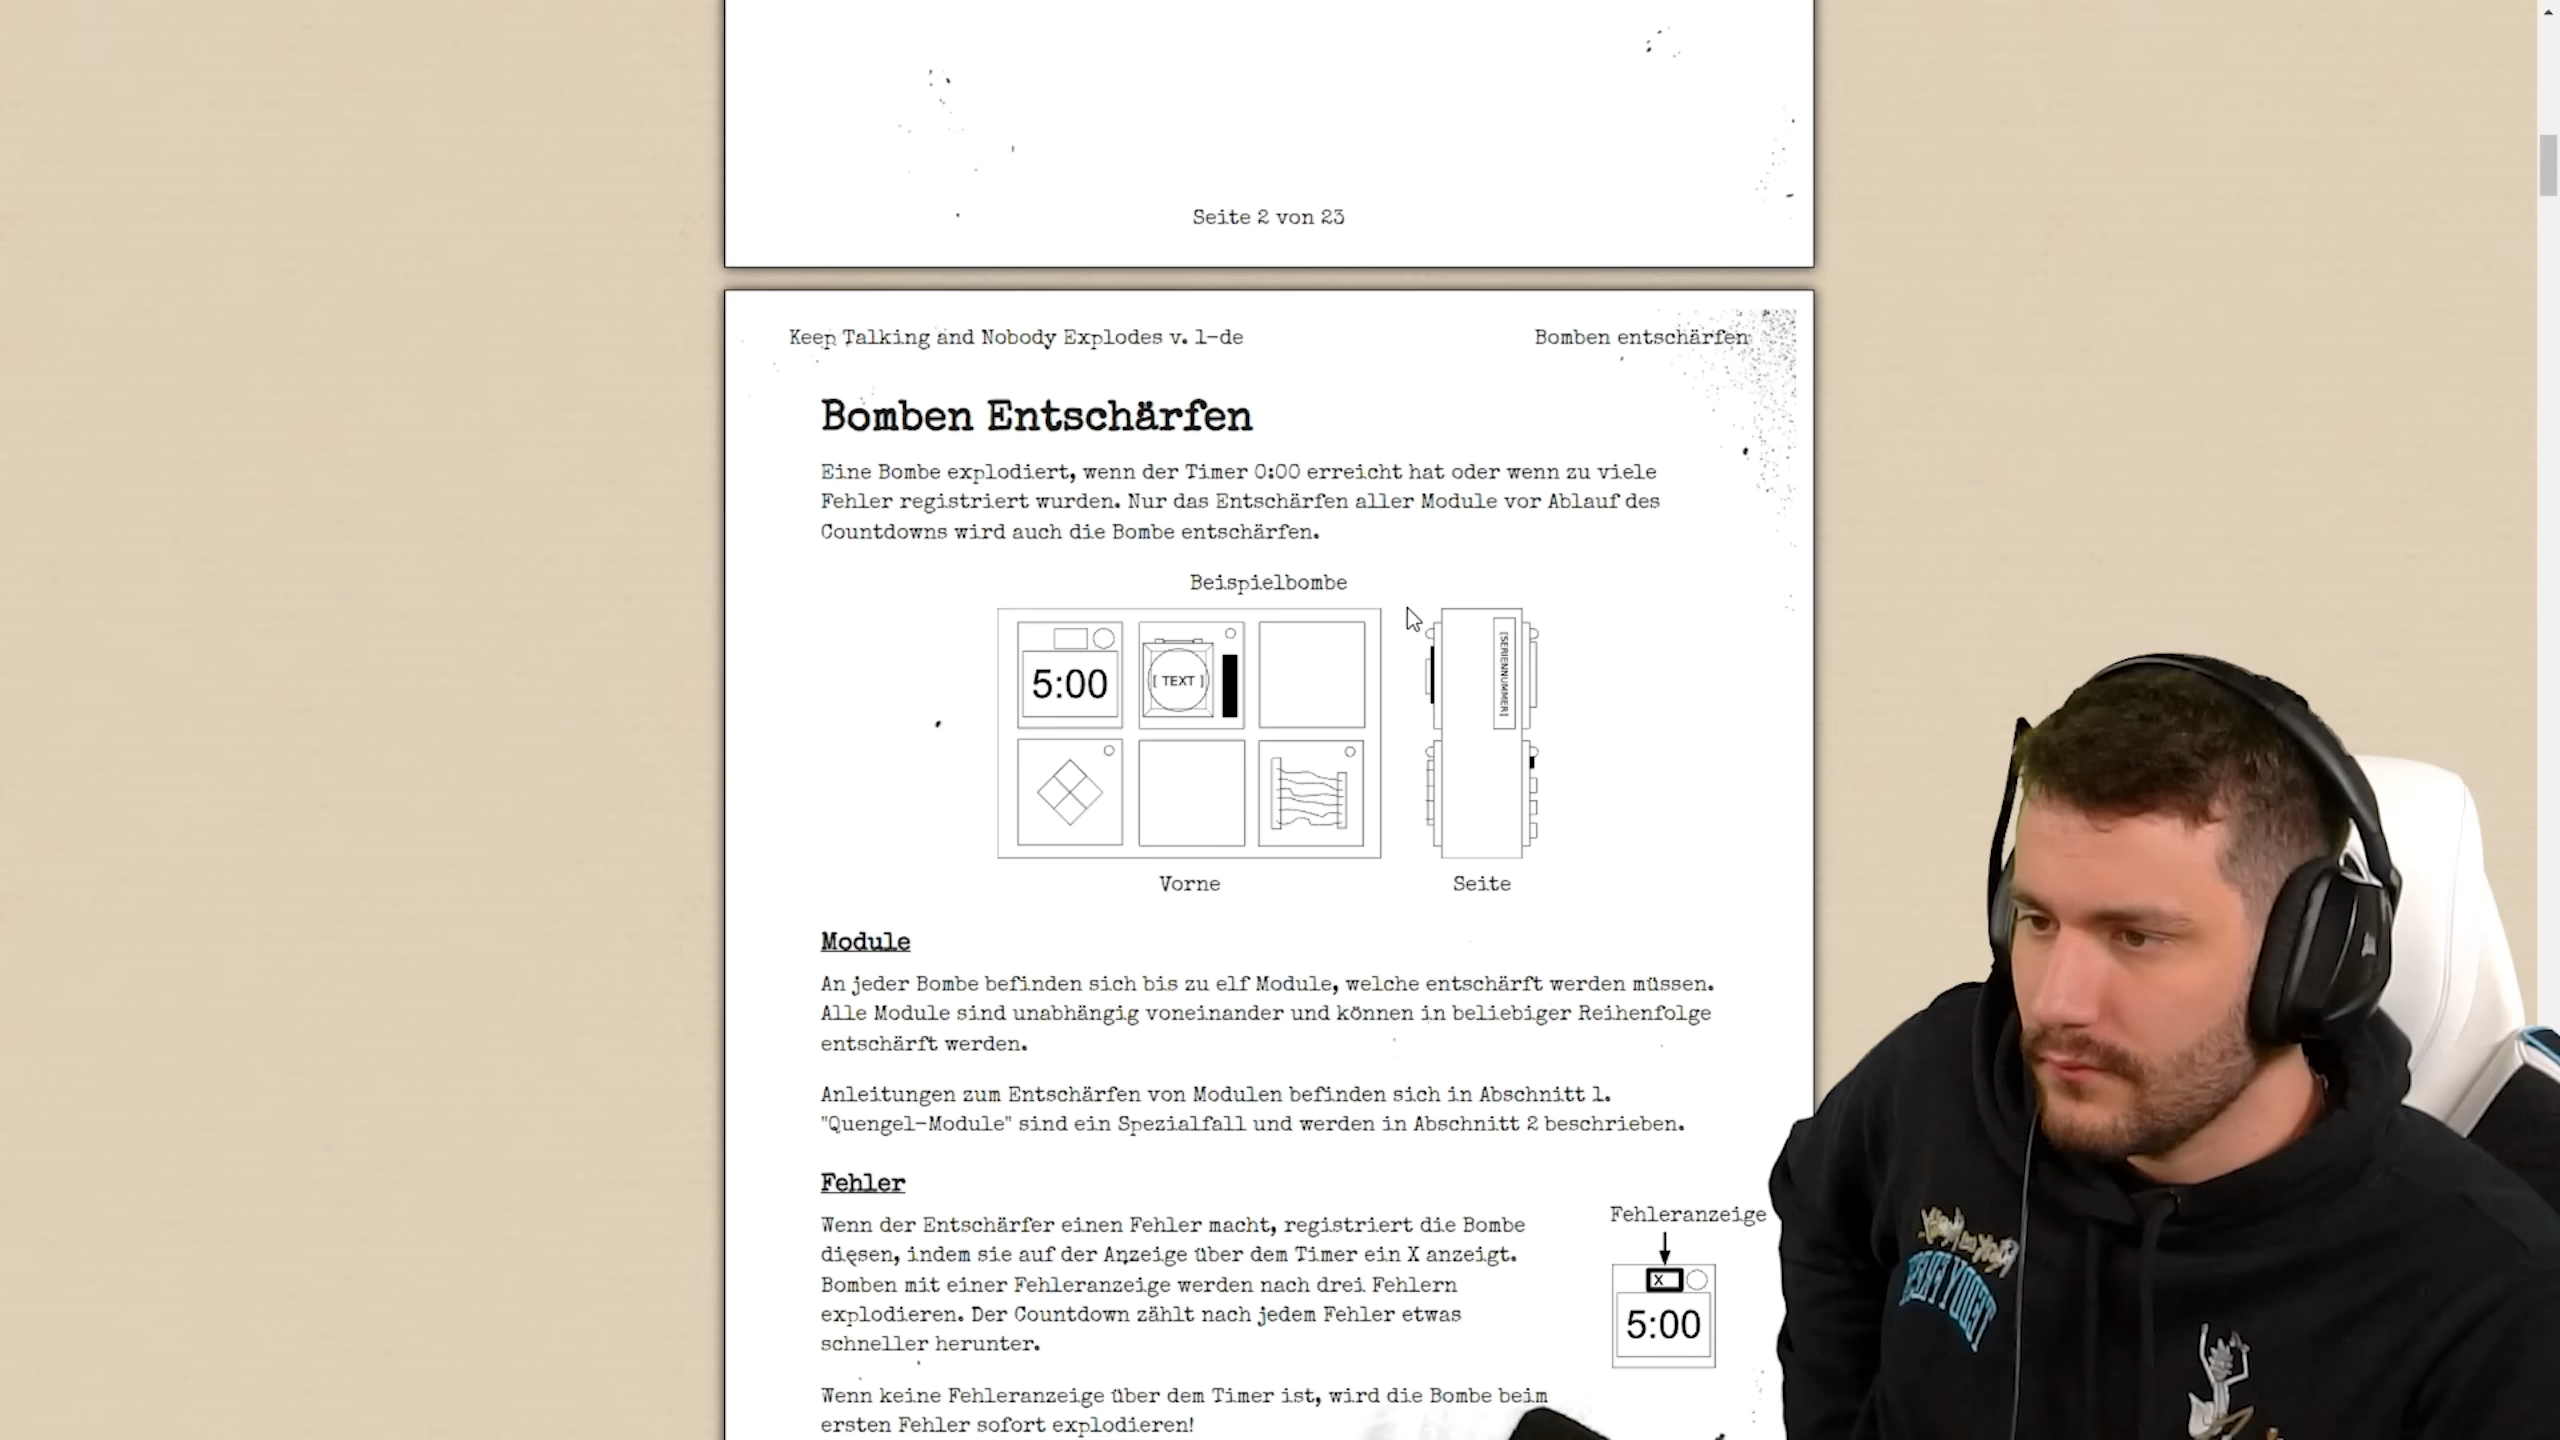 Seite 2 von 23
Keep Talking and Nobody Explodes v. 1-de
Bomben entschärfen
Bomben Entschärfen
Eine Bombe explodiert, wenn der Timer 0:00 erreicht hat oder wenn zu viele
Fehler registriert wurden. Nur das Entschärfen aller Module vor Ablauf des
Countdowns wird auch die Bombe entschärfen.
Beispielbombe
5:00
[ TEXT ]
[SERIENNUMMER]
Vorne
Seite
Module
An jeder Bombe befinden sich bis zu elf Module, welche entschärft werden müssen.
Alle Module sind unabhängig voneinander und können in beliebiger Reihenfolge
entschärft werden.
Anleitungen zum Entschärfen von Modulen befinden sich in Abschnitt 1.
"Quengel-Module" sind ein Spezialfall und werden in Abschnitt 2 beschrieben.
Fehler
Wenn der Entschärfer einen Fehler macht, registriert die Bombe
diesen, indem sie auf der Anzeige über dem Timer ein X anzeigt.
Bomben mit einer Fehleranzeige werden nach drei Fehlern
explodieren. Der Countdown zählt nach jedem Fehler etwas
schneller herunter.
Fehleranzeige
X
5:00
Wenn keine Fehleranzeige über dem Timer ist, wird die Bombe beim
ersten Fehler sofort explodieren!